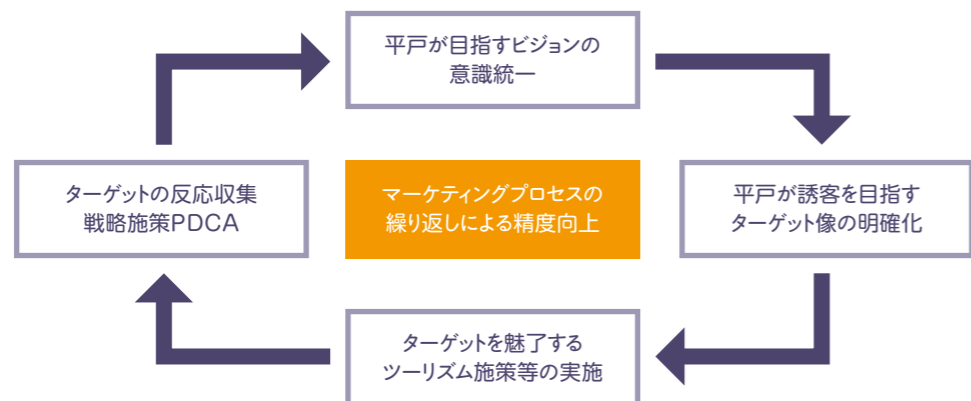 平戸が目指すビジョンの
意識統一
ターゲットの反応収集
戦略施策PDCA
マーケティングプロセスの
繰り返しによる精度向上
平戸が誘客を目指す
ターゲット像の明確化
ターゲットを魅了する
ツーリズム施策等の実施